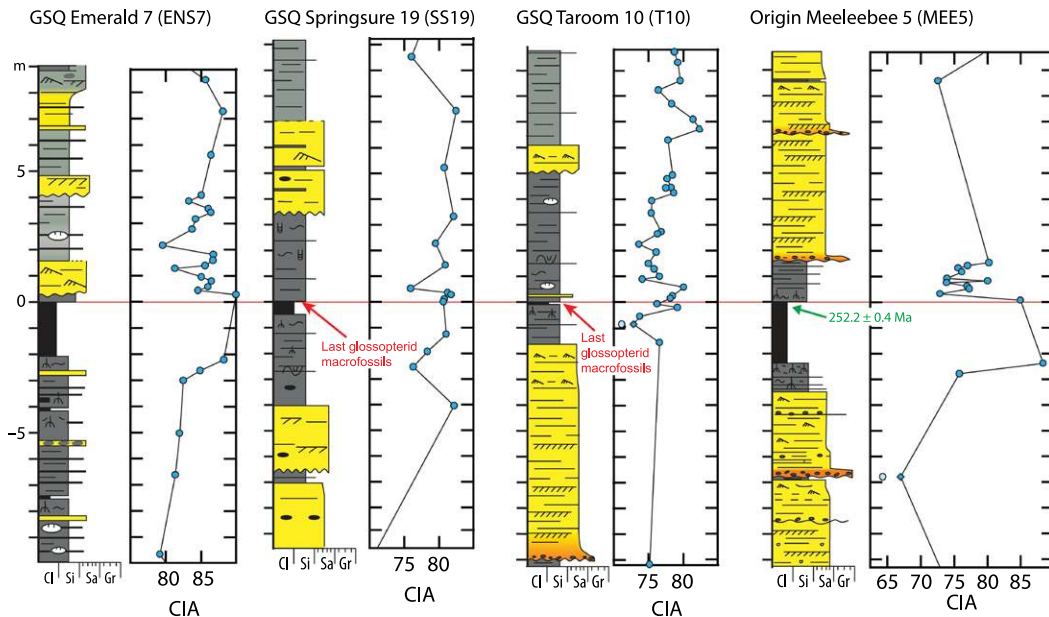 GSQ Emerald 7 (ENS7)
GSQ Springsure 19 (SS19)
GSQ Taroom 10 (T10)
Origin Meeleebee 5 (MEE5)
m
5
0
−5
Last glossopterid
macrofossils
Last
glossopterid
macrofossils
252.2 ± 0.4 Ma
Cl Si Sa Gr
80 85
CIA
Cl Si Sa Gr
75 80
CIA
Cl Si Sa Gr
75 80
CIA
Cl Si Sa Gr
65 70 75 80 85
CIA